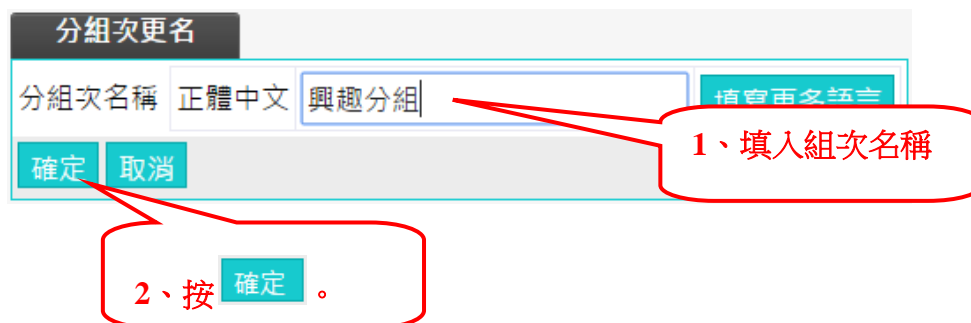 分組次更名
分組次名稱 正體中文 興趣分組 填寫更多語言
1、填入組次名稱
確定 取消
2、按 確定 。